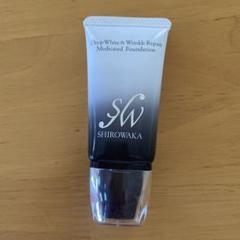 Deep White & Wrinkle Repair
Medicated Foundation
SW
SHIROWAKA